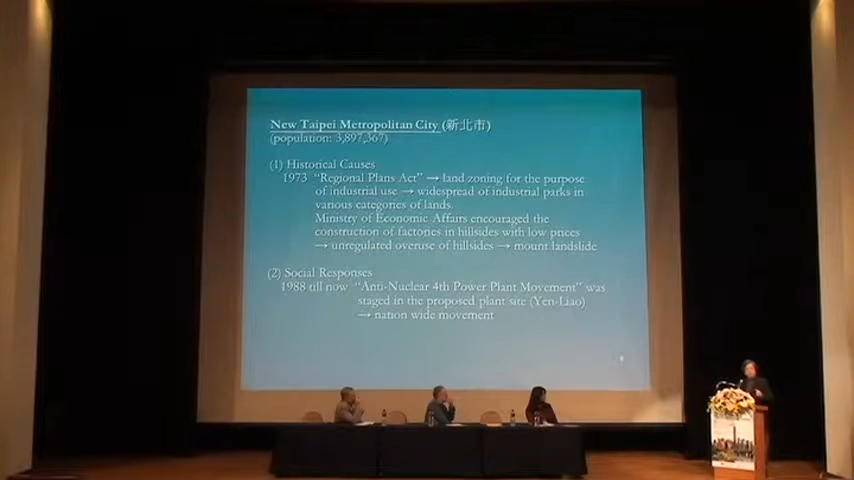 New Taipei Metropolitan City (新北市)
(population: 3,897,367)
(1) Historical Causes
1973 “Regional Plans Act” → land zoning for the purpose
of industrial use → widespread of industrial parks in
various categories of lands.
Ministry of Economic Affairs encouraged the
construction of factories in hillsides with low prices
→ unregulated overuse of hillsides → mount landslide
(2) Social Responses
1988 till now “Anti-Nuclear 4th Power Plant Movement” was
staged in the proposed plant site (Yen-Liao)
→ nation wide movement